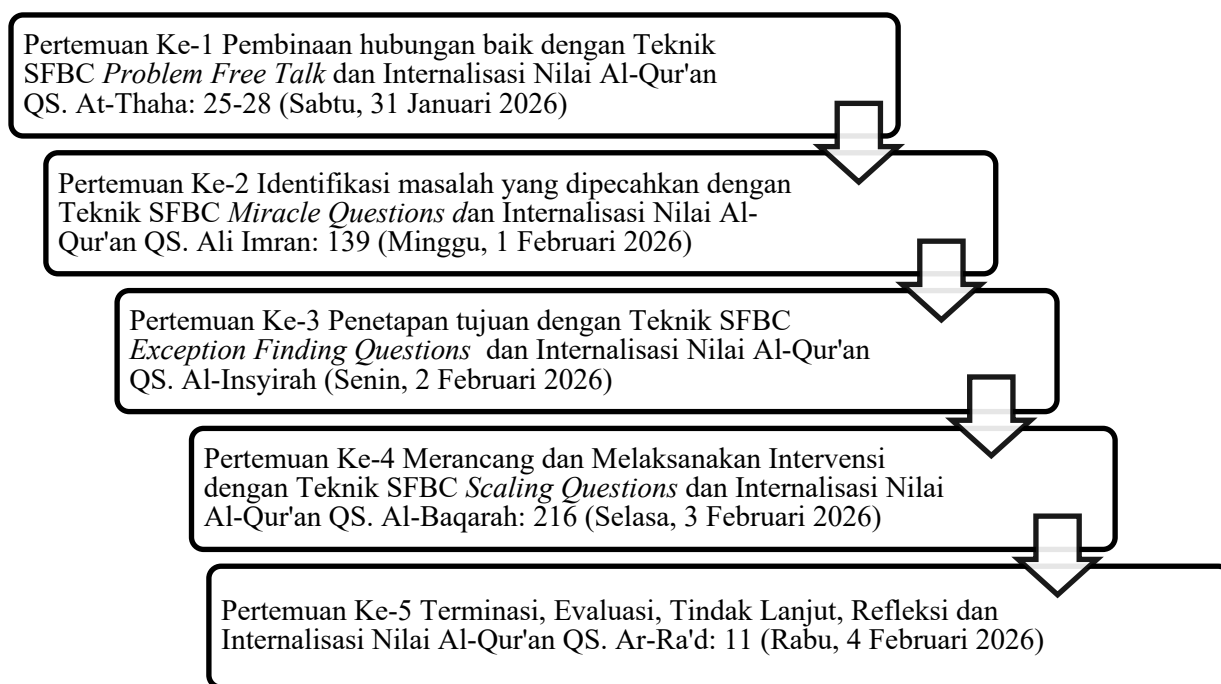 Pertemuan Ke-1 Pembinaan hubungan baik dengan Teknik
SFBC Problem Free Talk dan Internalisasi Nilai Al-Qur'an
QS. At-Thaha: 25-28 (Sabtu, 31 Januari 2026)
Pertemuan Ke-2 Identifikasi masalah yang dipecahkan dengan
Teknik SFBC Miracle Questions dan Internalisasi Nilai Al-
Qur'an QS. Ali Imran: 139 (Minggu, 1 Februari 2026)
Pertemuan Ke-3 Penetapan tujuan dengan Teknik SFBC
Exception Finding Questions dan Internalisasi Nilai Al-Qur'an
QS. Al-Insyirah (Senin, 2 Februari 2026)
Pertemuan Ke-4 Merancang dan Melaksanakan Intervensi
dengan Teknik SFBC Scaling Questions dan Internalisasi Nilai
Al-Qur'an QS. Al-Baqarah: 216 (Selasa, 3 Februari 2026)
Pertemuan Ke-5 Terminasi, Evaluasi, Tindak Lanjut, Refleksi dan
Internalisasi Nilai Al-Qur'an QS. Ar-Ra'd: 11 (Rabu, 4 Februari 2026)